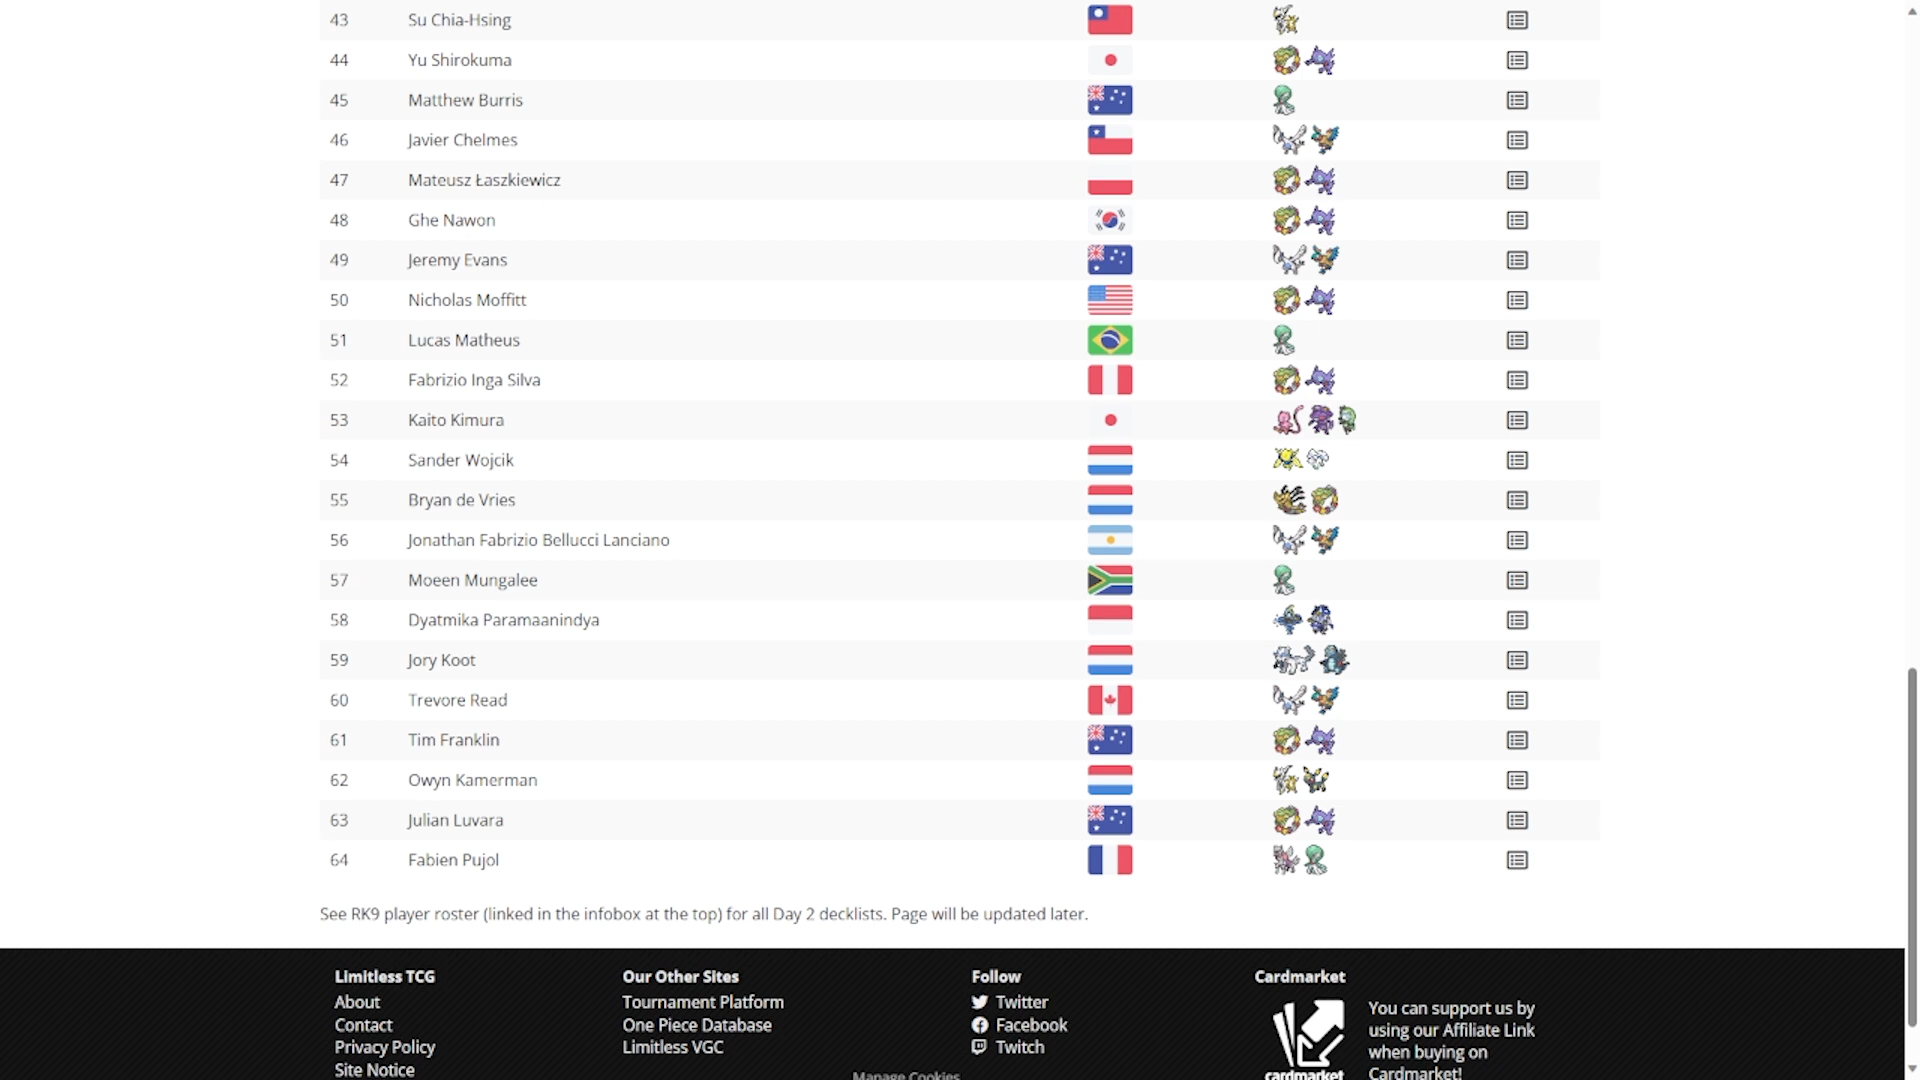 43 Su Chia-Hsing
44 Yu Shirokuma
45 Matthew Burris
46 Javier Chelmes
47 Mateusz Łaszkiewicz
48 Ghe Nawon
49 Jeremy Evans
50 Nicholas Moffitt
51 Lucas Matheus
52 Fabrizio Inga Silva
53 Kaito Kimura
54 Sander Wojcik
55 Bryan de Vries
56 Jonathan Fabrizio Bellucci Lanciano
57 Moeen Mungalee
58 Dyatmika Paramaanindya
59 Jory Koot
60 Trevore Read
61 Tim Franklin
62 Owyn Kamerman
63 Julian Luvara
64 Fabien Pujol
See RK9 player roster (linked in the infobox at the top) for all Day 2 decklists. Page will be updated later.
Limitless TCG
About
Contact
Privacy Policy
Site Notice
Our Other Sites
Tournament Platform
One Piece Database
Limitless VGC
Follow
Twitter
Facebook
Twitch
Cardmarket
cardmarket
You can support us by
using our Affiliate Link
when buying on
Cardmarket!
Manage Cookies